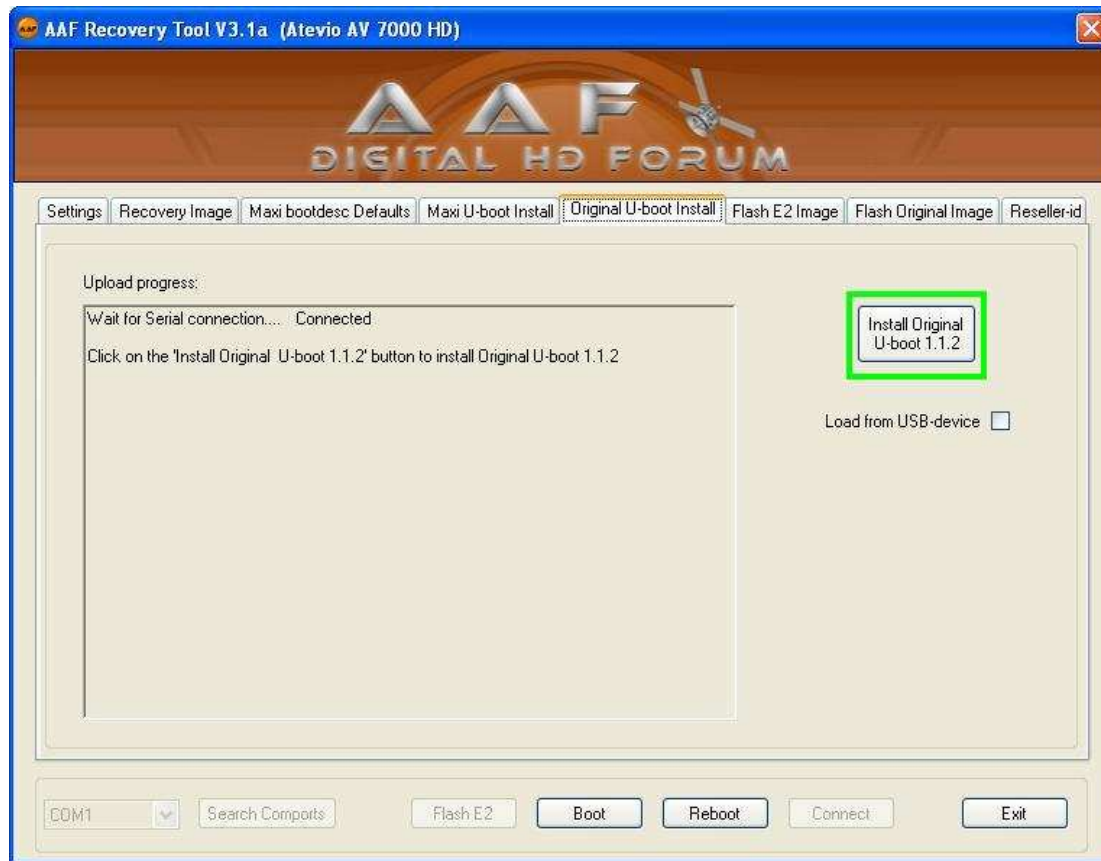 AAF Recovery Tool V3.1a (Atevio AV 7000 HD)
AAF
DIGITAL HD FORUM
Settings
Recovery Image
Maxi bootdesc Defaults
Maxi U-boot Install
Original U-boot Install
Flash E2 Image
Flash Original Image
Reseller-id
Upload progress:
Wait for Serial connection.... Connected
Click on the 'Install Original U-boot 1.1.2' button to install Original U-boot 1.1.2
Install Original
U-boot 1.1.2
Load from USB-device
COM1
Search Comports
Flash E2
Boot
Reboot
Connect
Exit